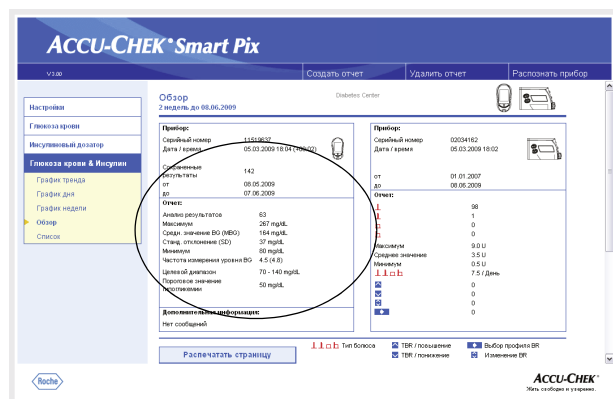 ACCU-CHEK® Smart Pix
V 3.00
Создать отчет
Удалить отчет
Распознать прибор
Настройки
Глюкоза крови
Инсулиновый дозатор
Глюкоза крови & Инсулин
График тренда
График дня
График недели
Обзор
Список
Обзор
2 недель до 08.06.2009
Diabetes Center
Прибор:
Серийный номер 11519637
Дата / время 05.03.2009 18:04 (+00:02)
Сохраненные
результаты 142
от 08.05.2009
до 07.06.2009
Отчет:
Анализ результатов 63
Максимум 267 mg/dL
Средн. значение BG (MBG) 164 mg/dL
Станд. отклонение (SD) 37 mg/dL
Минимум 80 mg/dL
Частота измерения уровня BG 4.5 (4.8)
Целевой диапазон 70 - 140 mg/dL
Пороговое значение
гипогликемии 50 mg/dL
Дополнительная информация:
Нет сообщений
Прибор:
Серийный номер 02034162
Дата / время 05.03.2009 18:02
от 01.01.2007
до 08.06.2009
Отчет:
98
1
0
0
Максимум 9.0 U
Среднее значение 3.5 U
Минимум 0.5 U
7.5 / День
0
0
0
0
Распечатать страницу
Тип болюса
TBR / повышение
Выбор профиля BR
TBR / понижение
Изменение BR
Roche
ACCU-CHEK®
Жить свободно и уверенно.